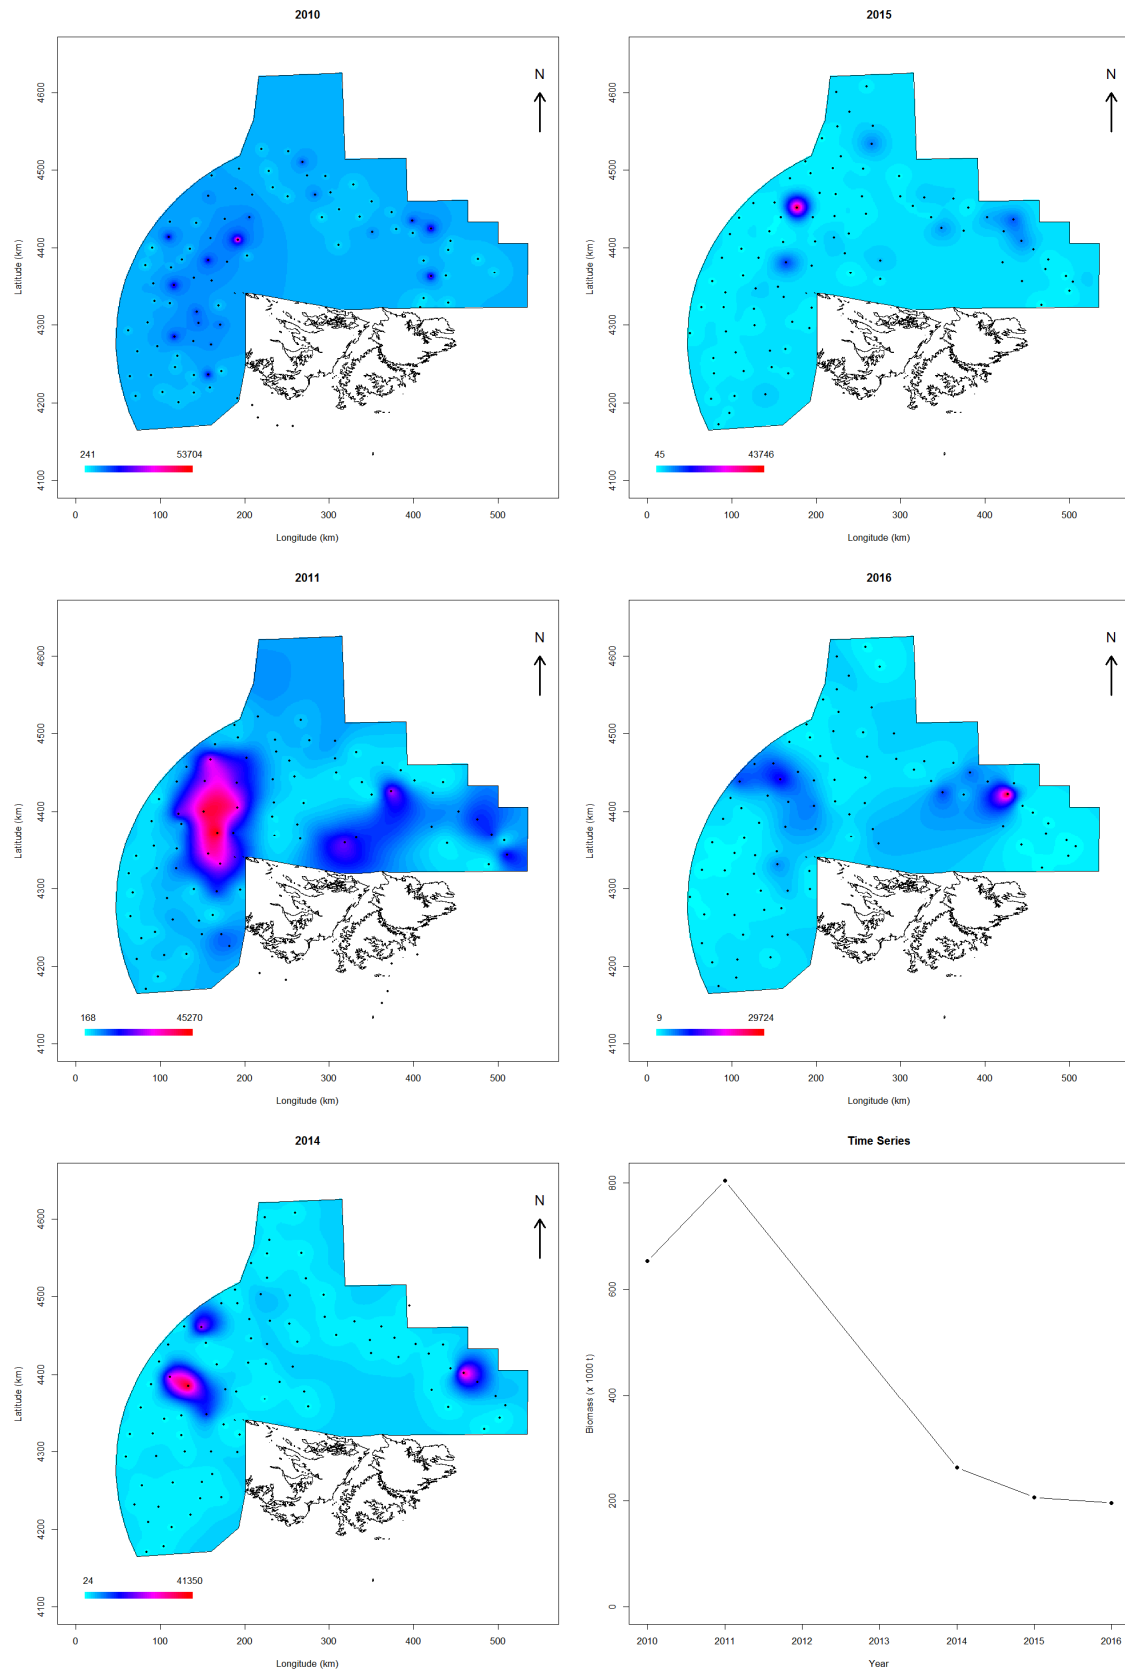 2010
N
4600
4500
4400
4300
4200
4100
Latitude (km)
241 53704
0 100 200 300 400 500
Longitude (km)
2015
N
4600
4500
4400
4300
4200
4100
Latitude (km)
45 43746
0 100 200 300 400 500
Longitude (km)
2011
N
4600
4500
4400
4300
4200
4100
Latitude (km)
168 45270
0 100 200 300 400 500
Longitude (km)
2016
N
4600
4500
4400
4300
4200
4100
Latitude (km)
9 29724
0 100 200 300 400 500
Longitude (km)
2014
N
4600
4500
4400
4300
4200
4100
Latitude (km)
24 41350
0 100 200 300 400 500
Longitude (km)
Time Series
800
600
400
200
0
Biomass (x 1000 t)
2010 2011 2012 2013 2014 2015 2016
Year